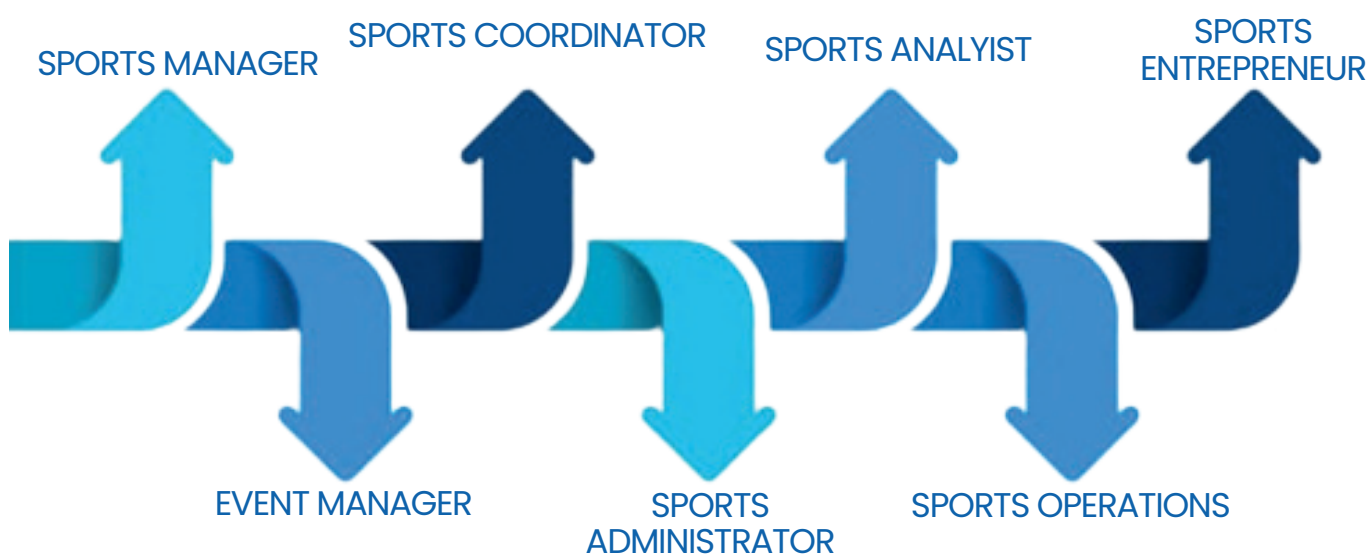 SPORTS MANAGER
SPORTS COORDINATOR
SPORTS ANALYIST
SPORTS
ENTREPRENEUR
EVENT MANAGER
SPORTS
ADMINISTRATOR
SPORTS OPERATIONS